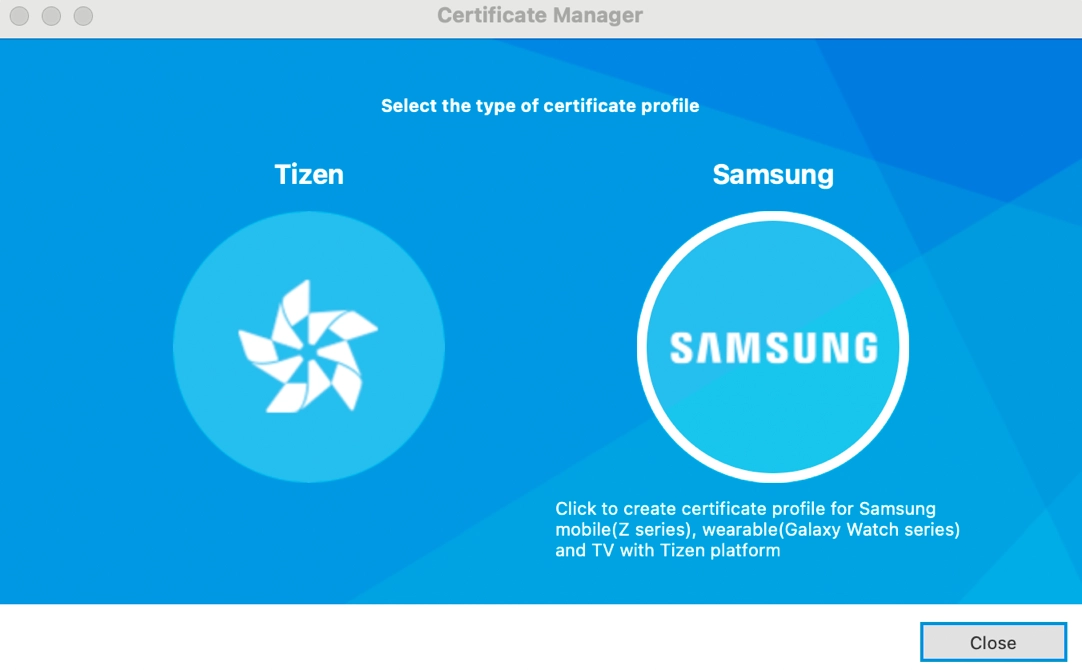 Certificate Manager
Select the type of certificate profile
Tizen
Samsung
SAMSUNG
Click to create certificate profile for Samsung
mobile(Z series), wearable(Galaxy Watch series)
and TV with Tizen platform
Close